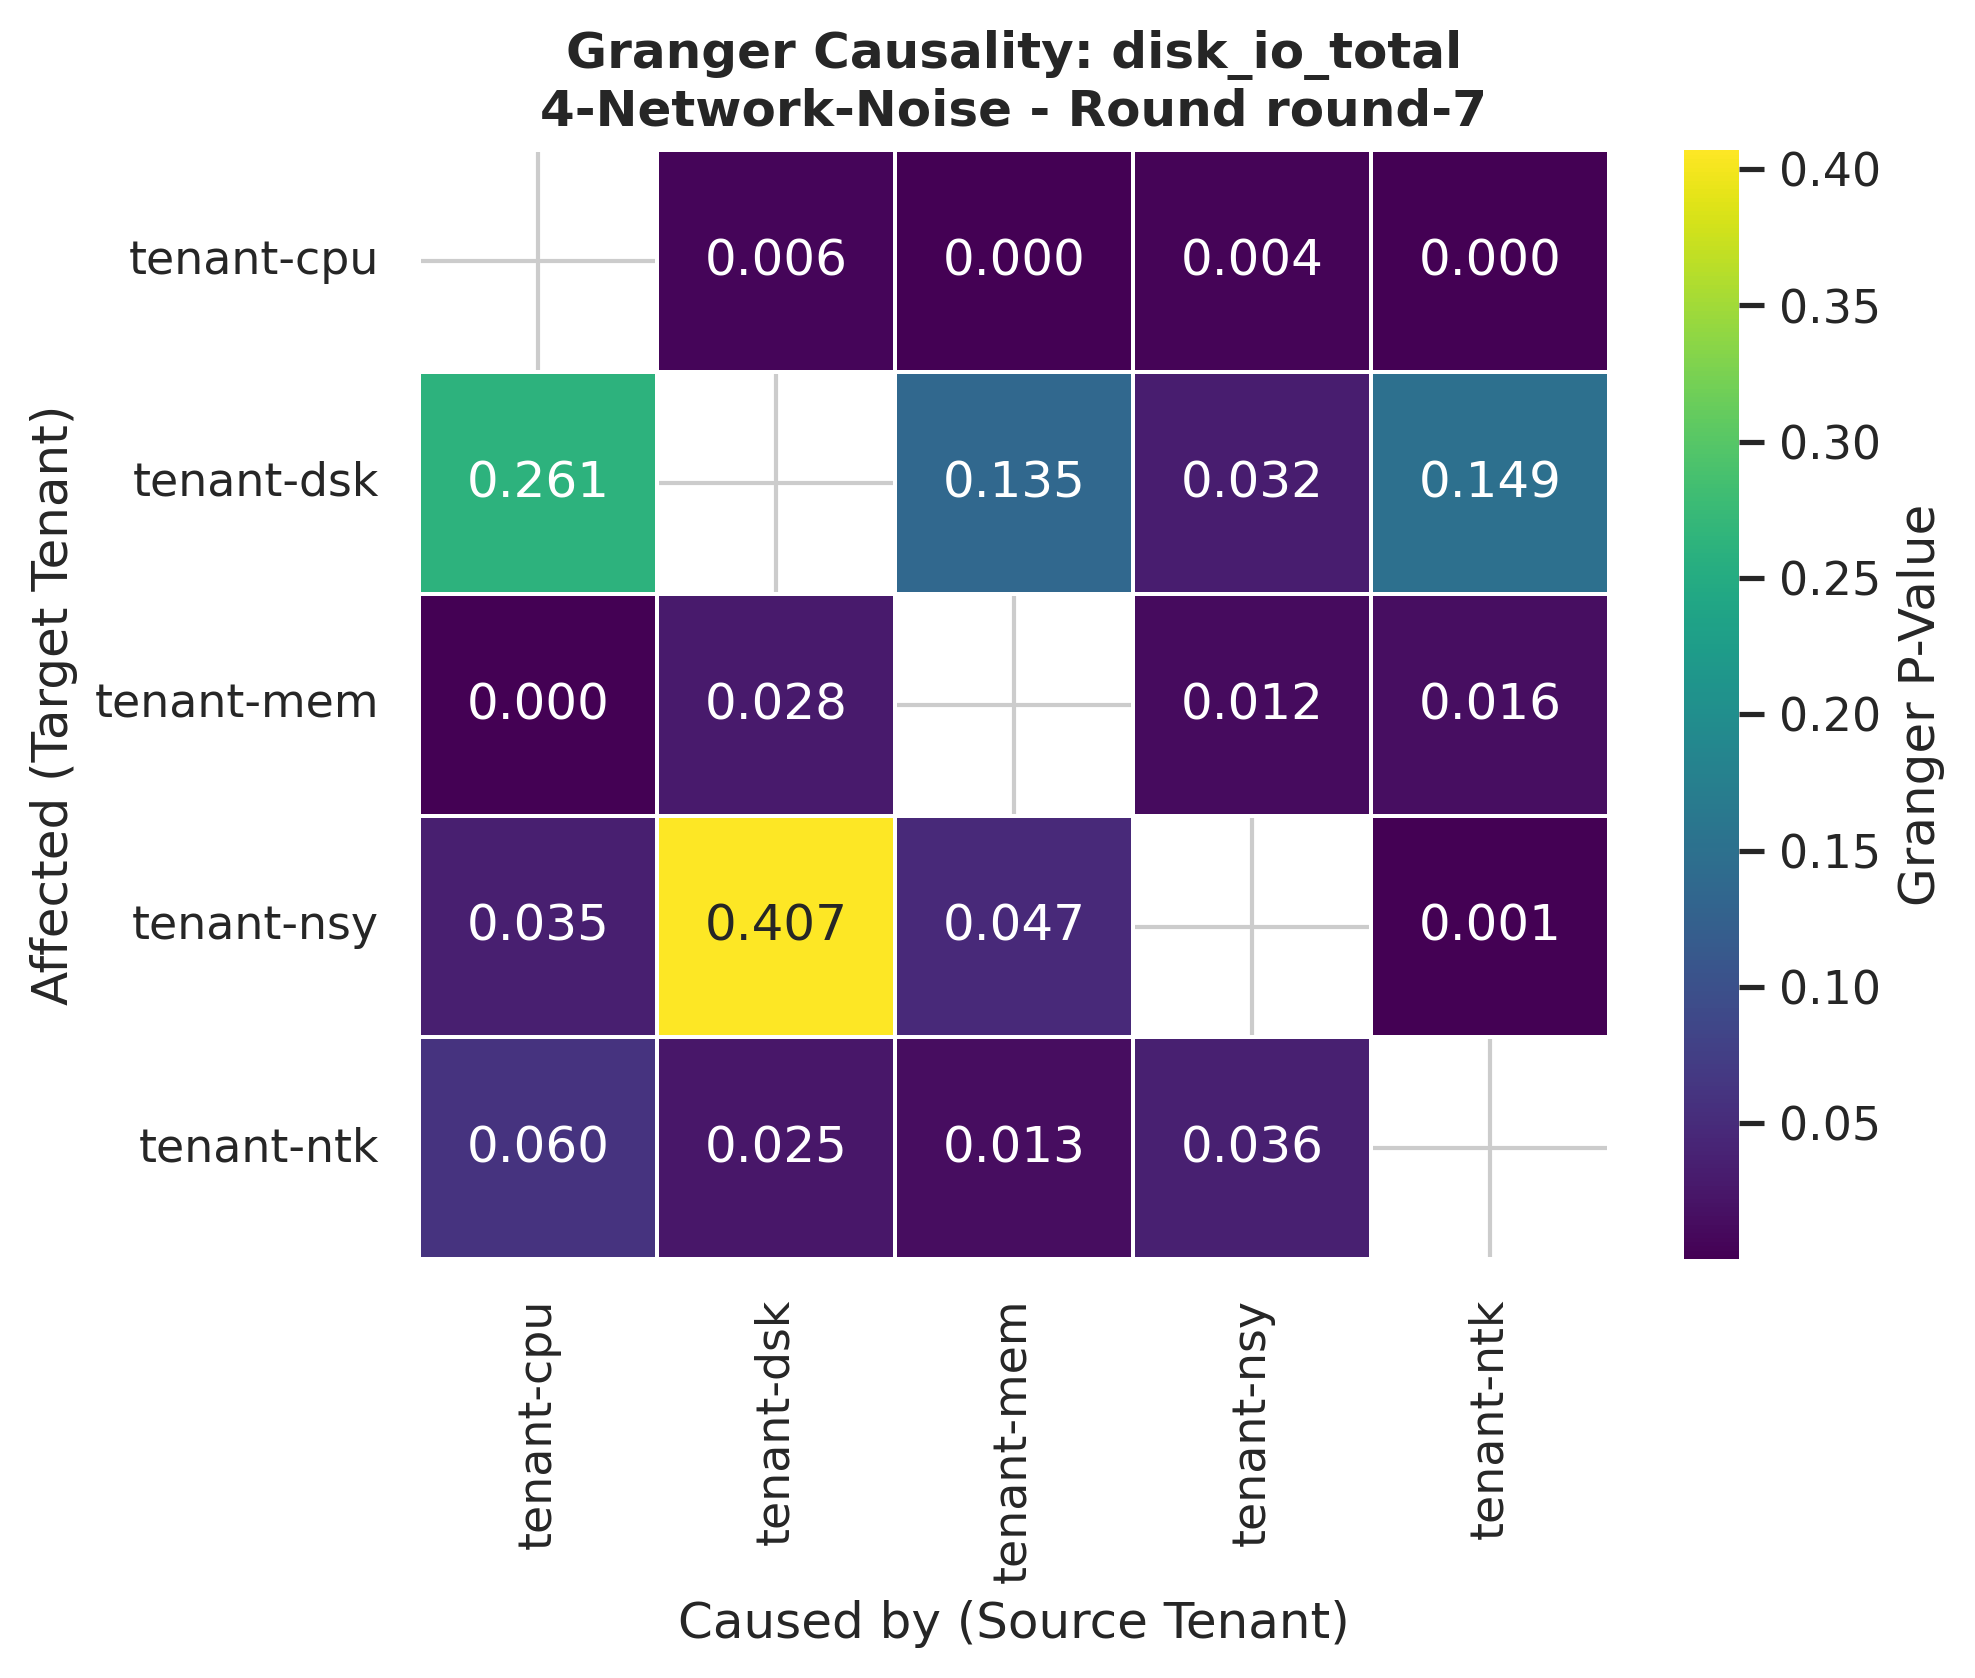 Granger Causality: disk_io_total
4-Network-Noise - Round round-7
Affected (Target Tenant)
tenant-cpu
0.006 0.000 0.004 0.000
tenant-dsk
0.261 0.135 0.032 0.149
tenant-mem
0.000 0.028 0.012 0.016
tenant-nsy
0.035 0.407 0.047 0.001
tenant-ntk
0.060 0.025 0.013 0.036
tenant-cpu
tenant-dsk
tenant-mem
tenant-nsy
tenant-ntk
Caused by (Source Tenant)
0.40
0.35
0.30
0.25
0.20
0.15
0.10
0.05
Granger P-Value